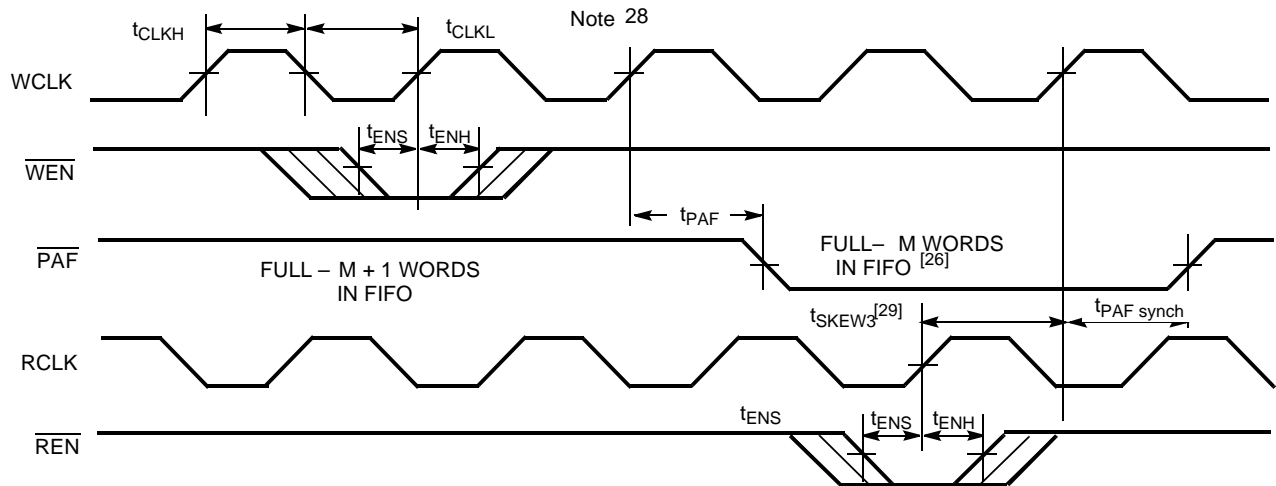 Note 28
tCLKH
tCLKL
WCLK
tENS
tENH
WEN
tPAF
PAF
FULL – M + 1 WORDS
IN FIFO
FULL– M WORDS
IN FIFO [26]
tSKEW3[29]
tPAF synch
RCLK
tENS
tENS
tENH
REN